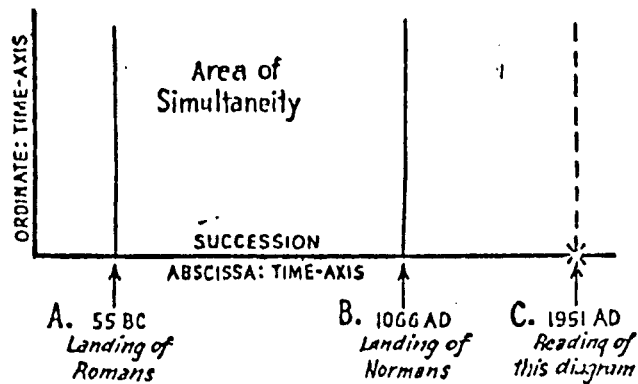 ORDINATE: TIME-AXIS
Area of
Simultaneity
SUCCESSION
ABSCISSA: TIME-AXIS
A. 55 BC
Landing of
Romans
B. 1066 AD
Landing of
Normans
C. 1951 AD
Reading of
this diagram